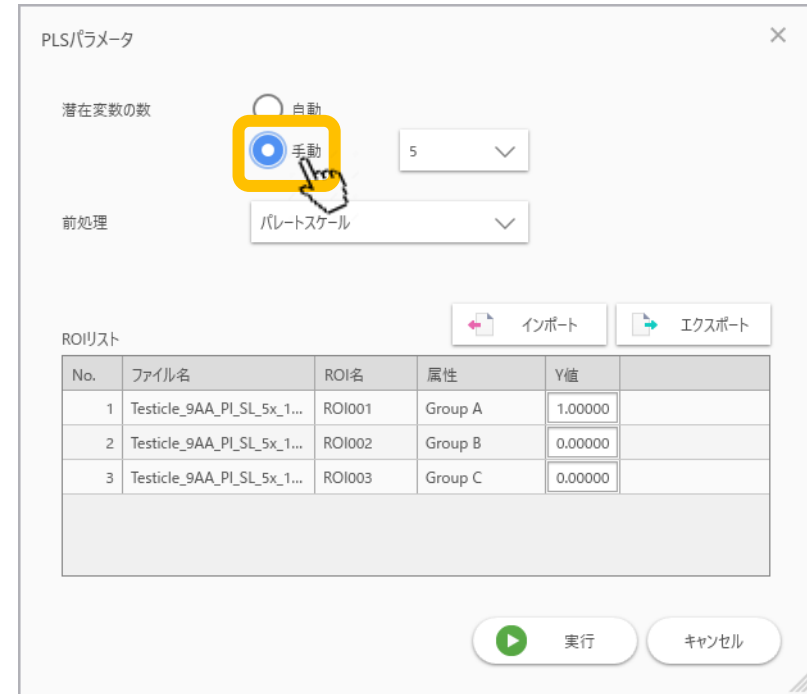 PLSパラメータ
潜在変数の数
自動
手動 5
前処理 パレートスケール
インポート エクスポート
ROIリスト
No. ファイル名 ROI名 属性 Y値
1 Testicle_9AA_PI_SL_5x_1... ROI001 Group A 1.00000
2 Testicle_9AA_PI_SL_5x_1... ROI002 Group B 0.00000
3 Testicle_9AA_PI_SL_5x_1... ROI003 Group C 0.00000
実行 キャンセル